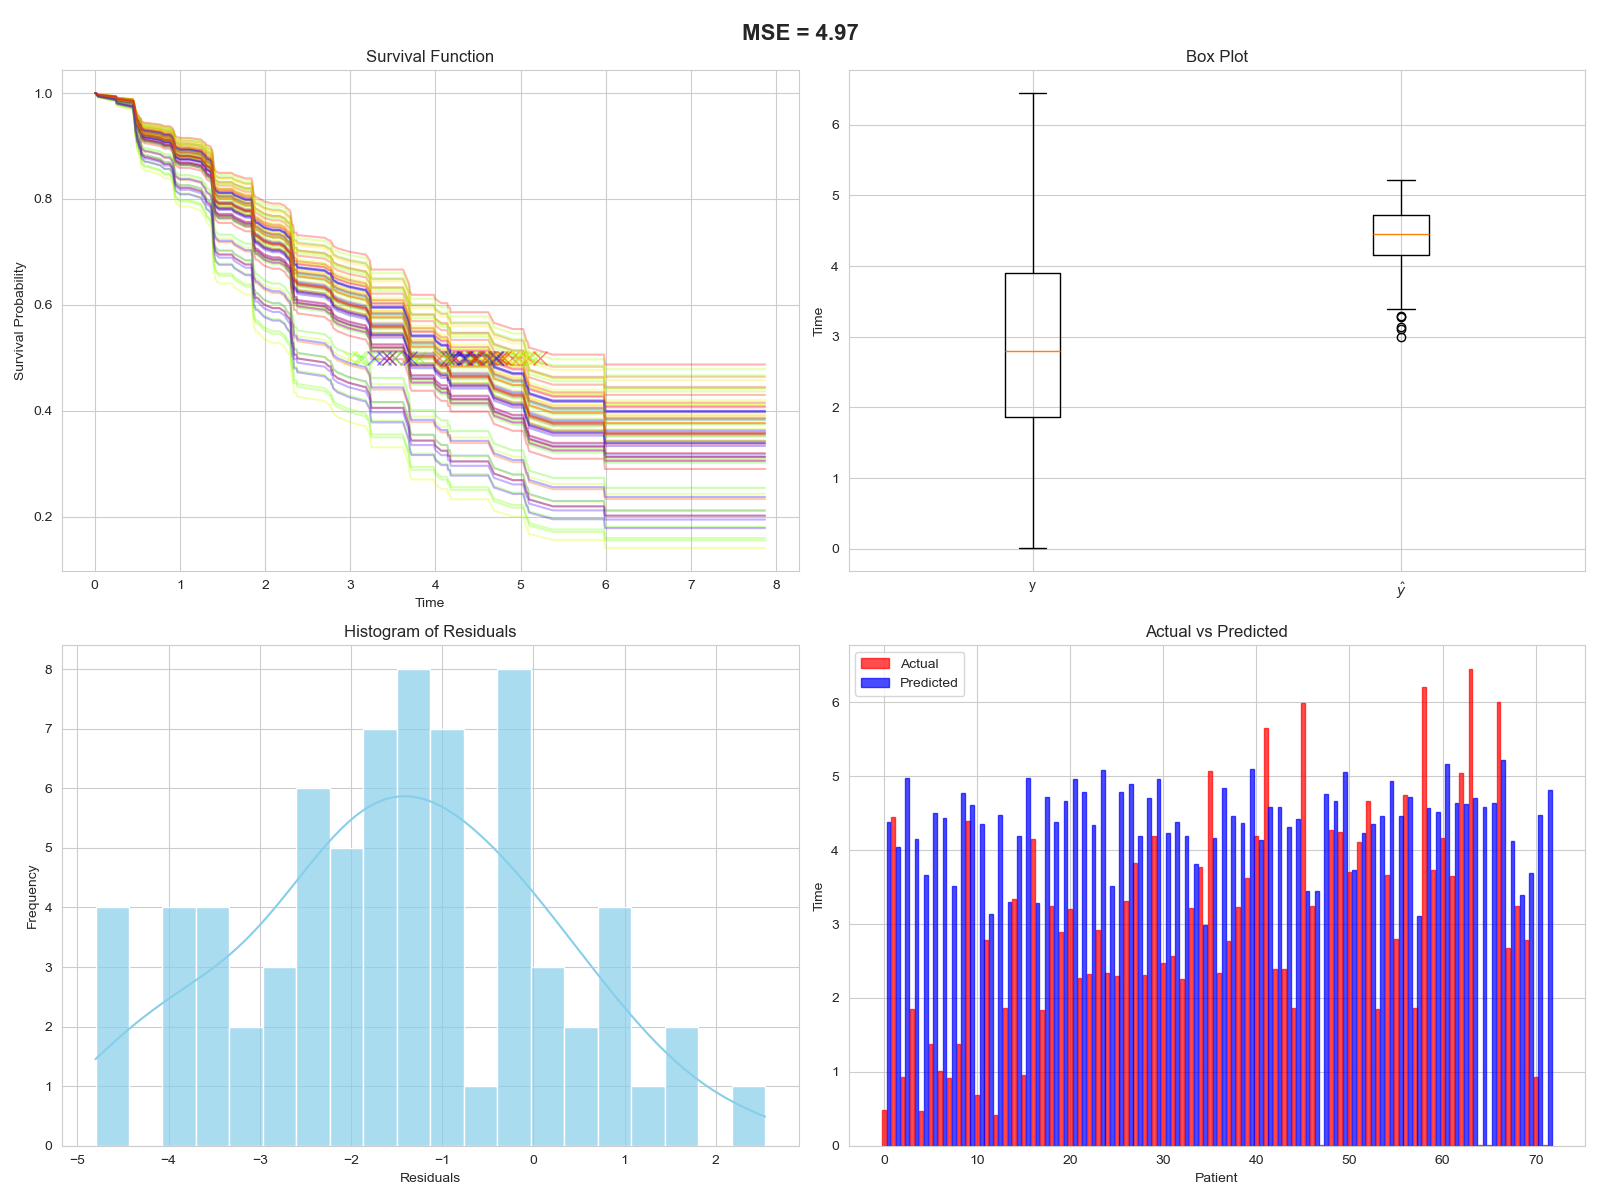 MSE = 4.97
Survival Function
Survival Probability
1.0
0.8
0.6
0.4
0.2
0 1 2 3 4 5 6 7 8
Time
Box Plot
Time
6
5
4
3
2
1
0
y ŷ
Histogram of Residuals
Frequency
8
7
6
5
4
3
2
1
0
−5 −4 −3 −2 −1 0 1 2
Residuals
Actual vs Predicted
Actual
Predicted
Time
6
5
4
3
2
1
0
0 10 20 30 40 50 60 70
Patient